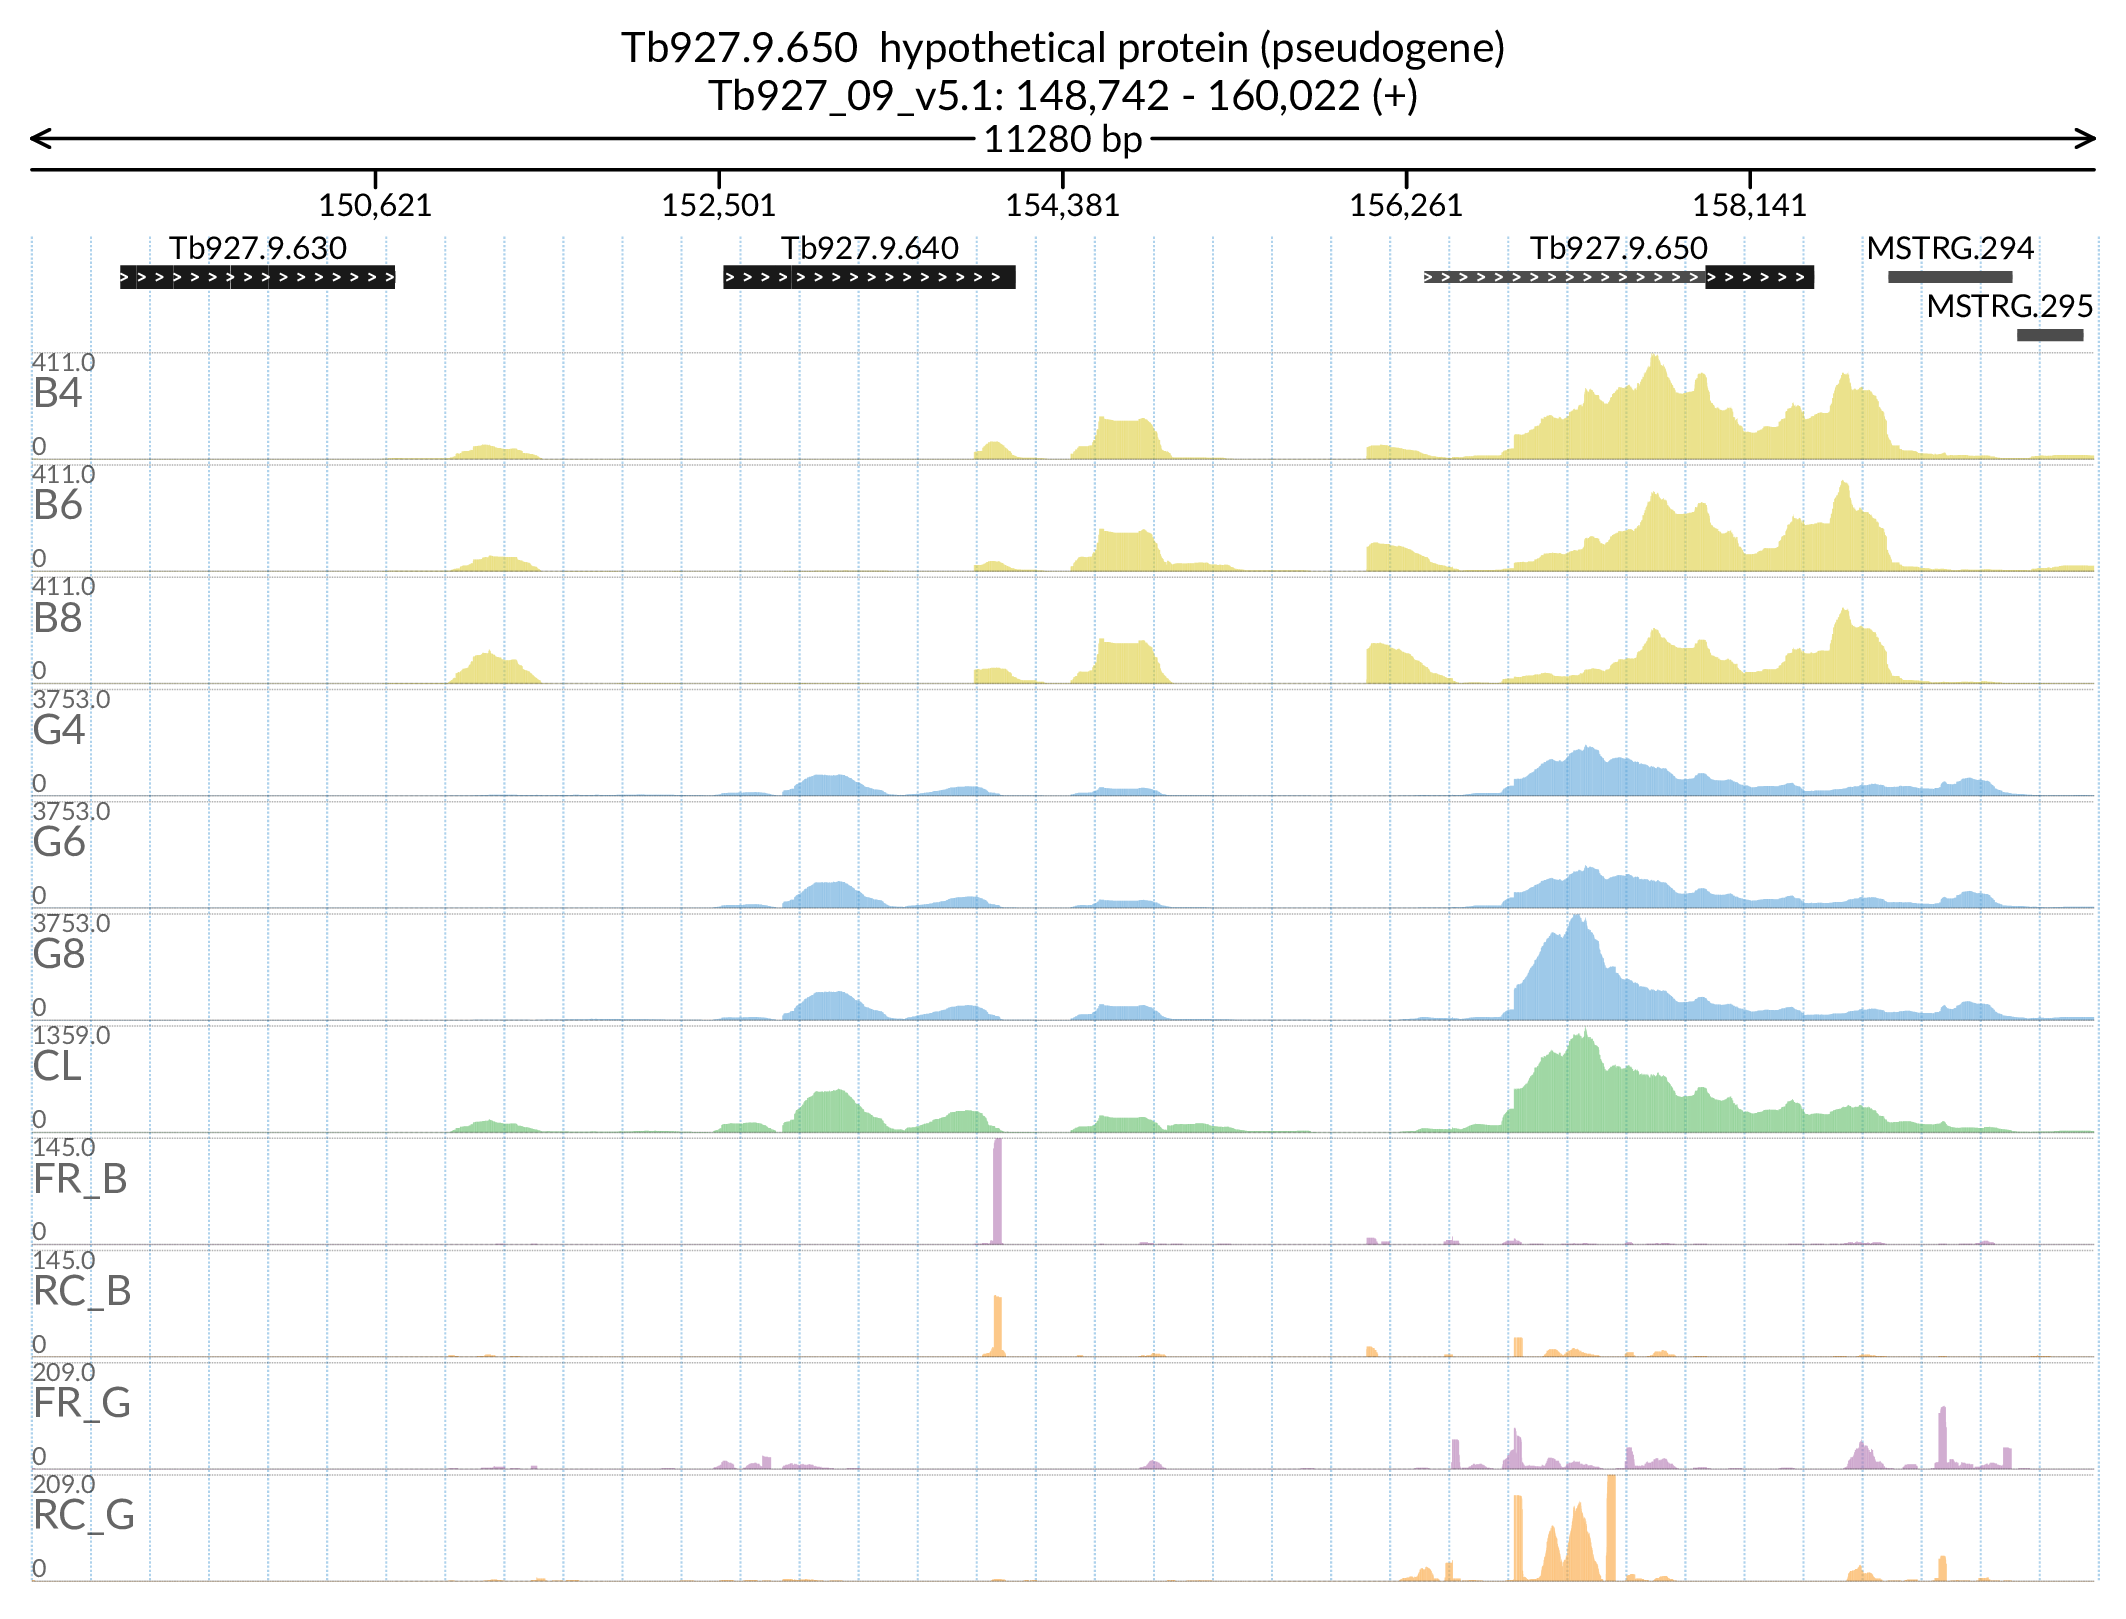 Tb927.9.650  hypothetical protein (pseudogene)
Tb927_09_v5.1: 148,742 - 160,022 (+)
11280 bp
150,621 152,501 154,381 156,261 158,141
Tb927.9.630 Tb927.9.640 Tb927.9.650 MSTRG.294
MSTRG.295
411.0
B4
0
411.0
B6
0
411.0
B8
0
3753.0
G4
0
3753.0
G6
0
3753.0
G8
0
1359.0
CL
0
145.0
FR_B
0
145.0
RC_B
0
209.0
FR_G
0
209.0
RC_G
0